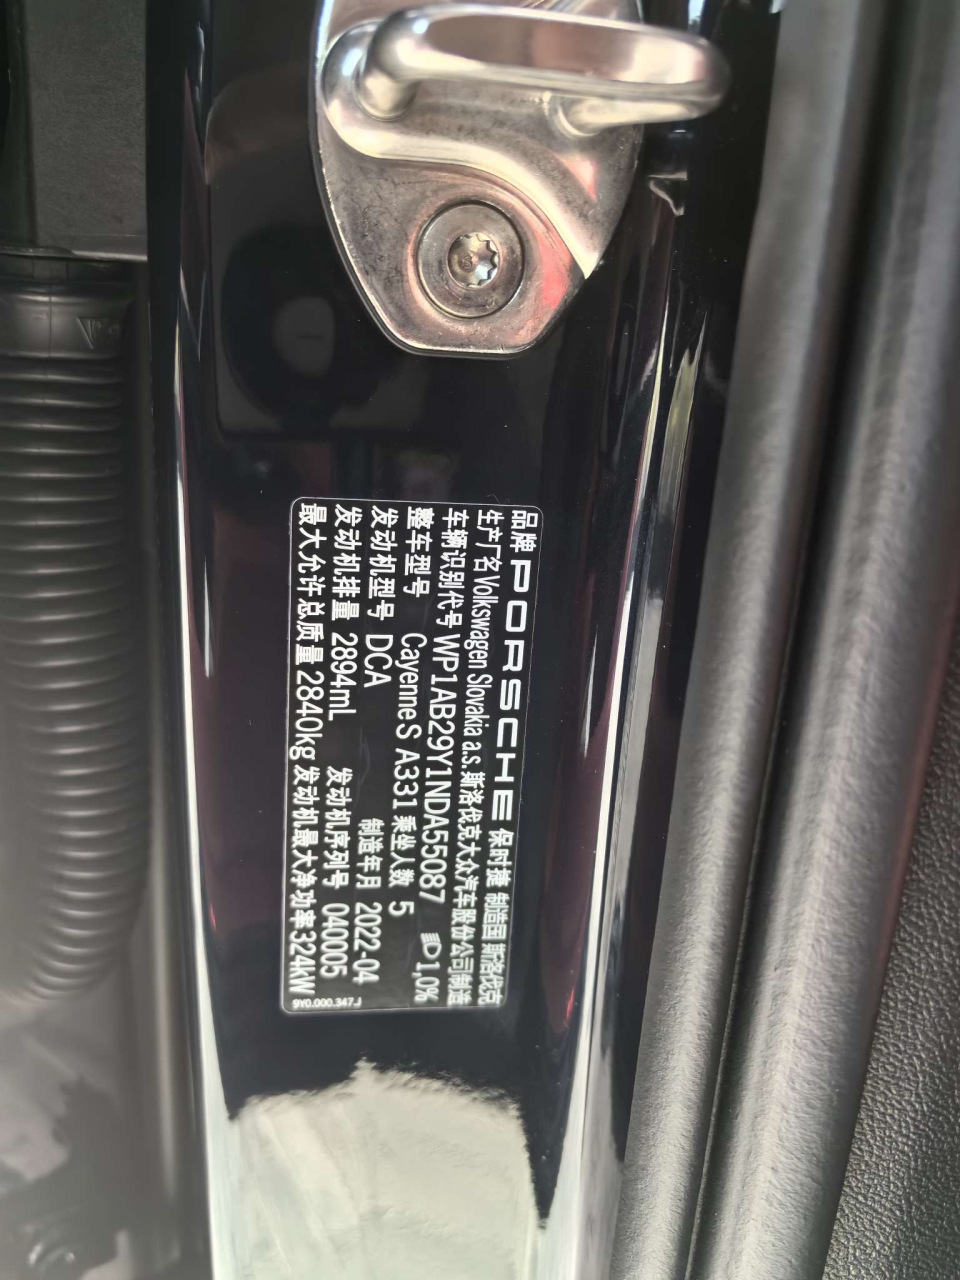 品牌 PORSCHE 保时捷 制造国 斯洛伐克
生产厂名 Volkswagen Slovakia a.s. 斯洛伐克大众汽车股份公司制造
车辆识别代号 WP1AB29Y1NDA55087 1,0%
整车型号 Cayenne S A331 乘坐人数 5
发动机型号 DCA 制造年月 2022-04
发动机排量 2894mL 发动机序列号 040005
最大允许总质量 2840kg 发动机最大净功率 324kW
9Y0.000.347.J